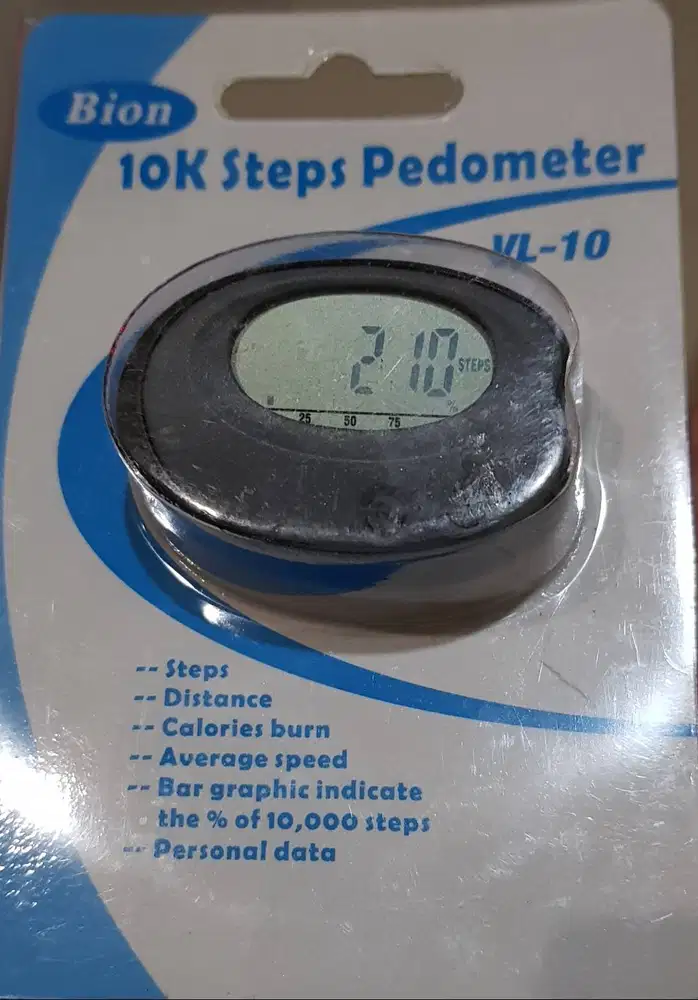 Bion
10K Steps Pedometer
VL-10
210
STEPS
%
25 50 75
-- Steps
-- Distance
-- Calories burn
-- Average speed
-- Bar graphic indicate
the % of 10,000 steps
-- Personal data